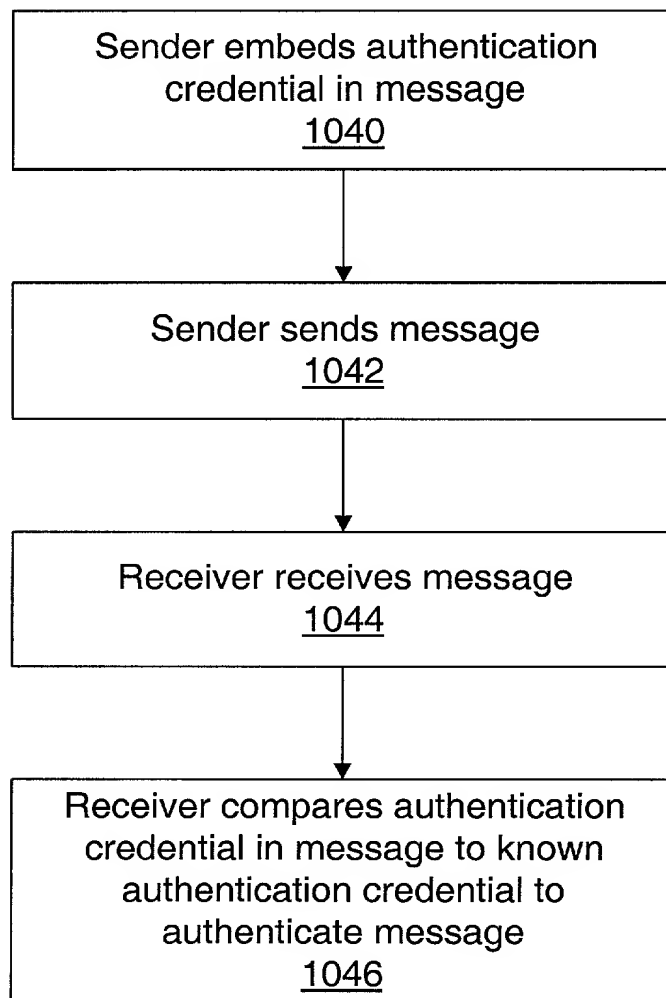 Sender embeds authentication
credential in message
1040
Sender sends message
1042
Receiver receives message
1044
Receiver compares authentication
credential in message to known
authentication credential to
authenticate message
1046